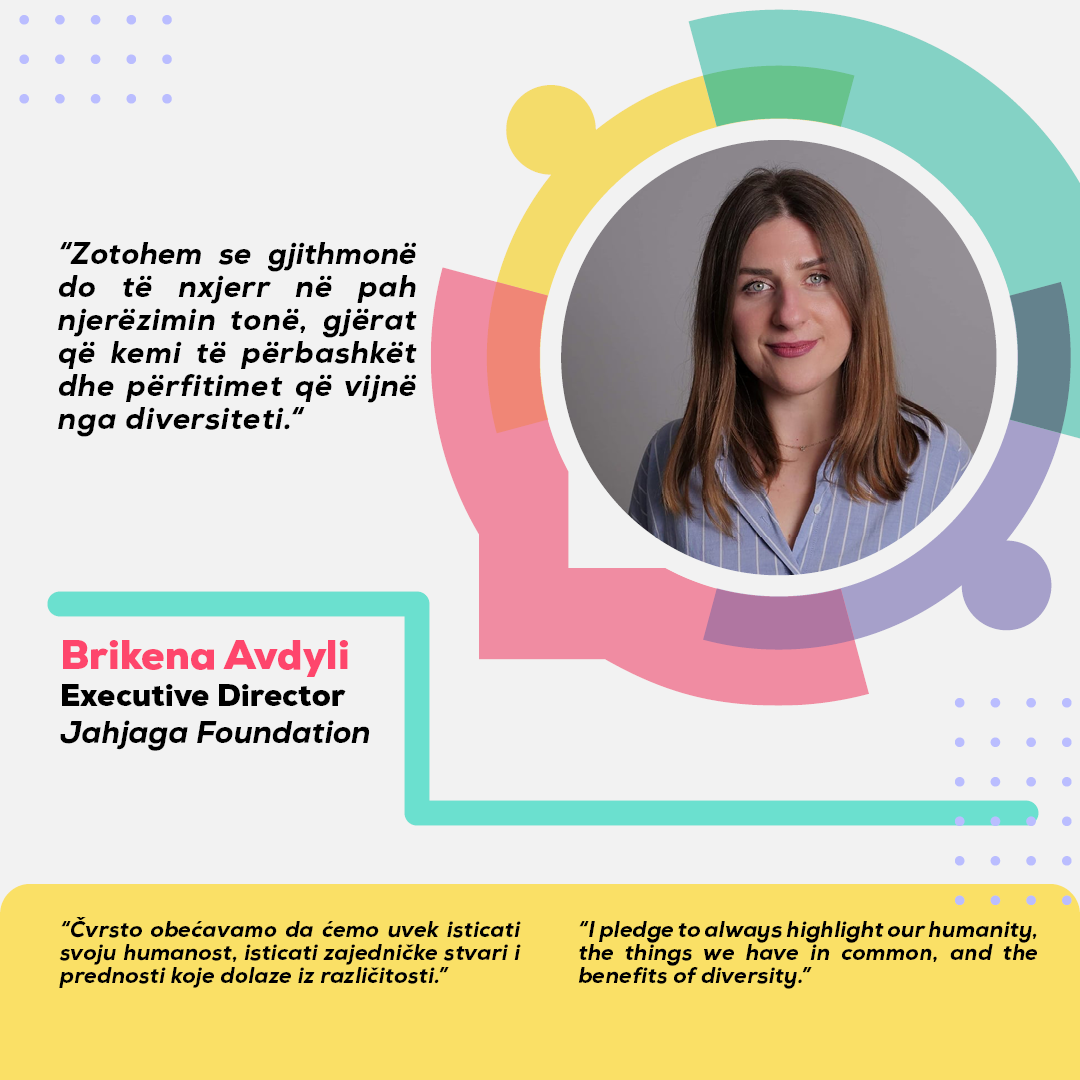 “Zotohem se gjithmonë
do të nxjerr në pah
njerëzimin tonë, gjërat
që kemi të përbashkët
dhe përfitimet që vijnë
nga diversiteti.“
Brikena Avdyli
Executive Director
Jahjaga Foundation
“Čvrsto obećavamo da ćemo uvek isticati
svoju humanost, isticati zajedničke stvari i
prednosti koje dolaze iz različitosti.”
“I pledge to always highlight our humanity,
the things we have in common, and the
benefits of diversity.”